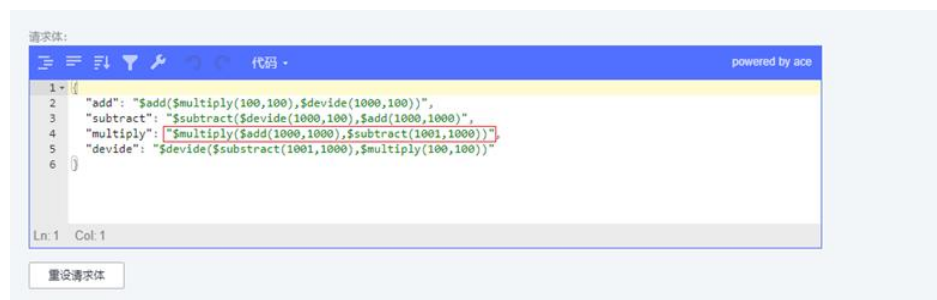 请求体:
代码
powered by ace
1 {
2 "add": "$add($multiply(100,100),$devide(1000,100))",
3 "subtract": "$subtract($devide(1000,100),$add(1000,1000)",
4 "multiply": "$multiply($add(1000,1000),$subtract(1001,1000))",
5 "devide": "$devide($substract(1001,1000),$multiply(100,100))"
6 }
Ln: 1 Col: 1
重设请求体